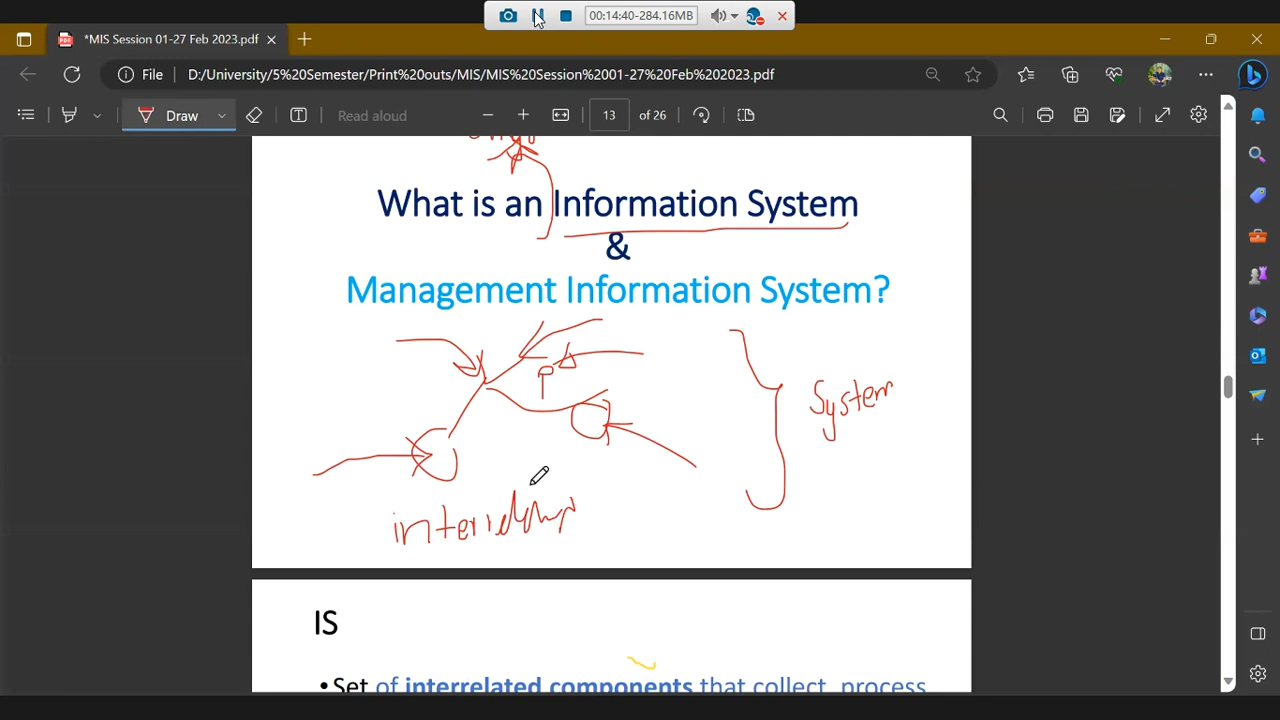 00:14:40-284.16MB
*MIS Session 01-27 Feb 2023.pdf
File
D:/University/5%20Semester/Print%20outs/MIS/MIS%20Session%2001-27%20Feb%202023.pdf
Draw
Read aloud
13 of 26
What is an Information System
&
Management Information System?
System
IS
•Set of interrelated components that collect, process